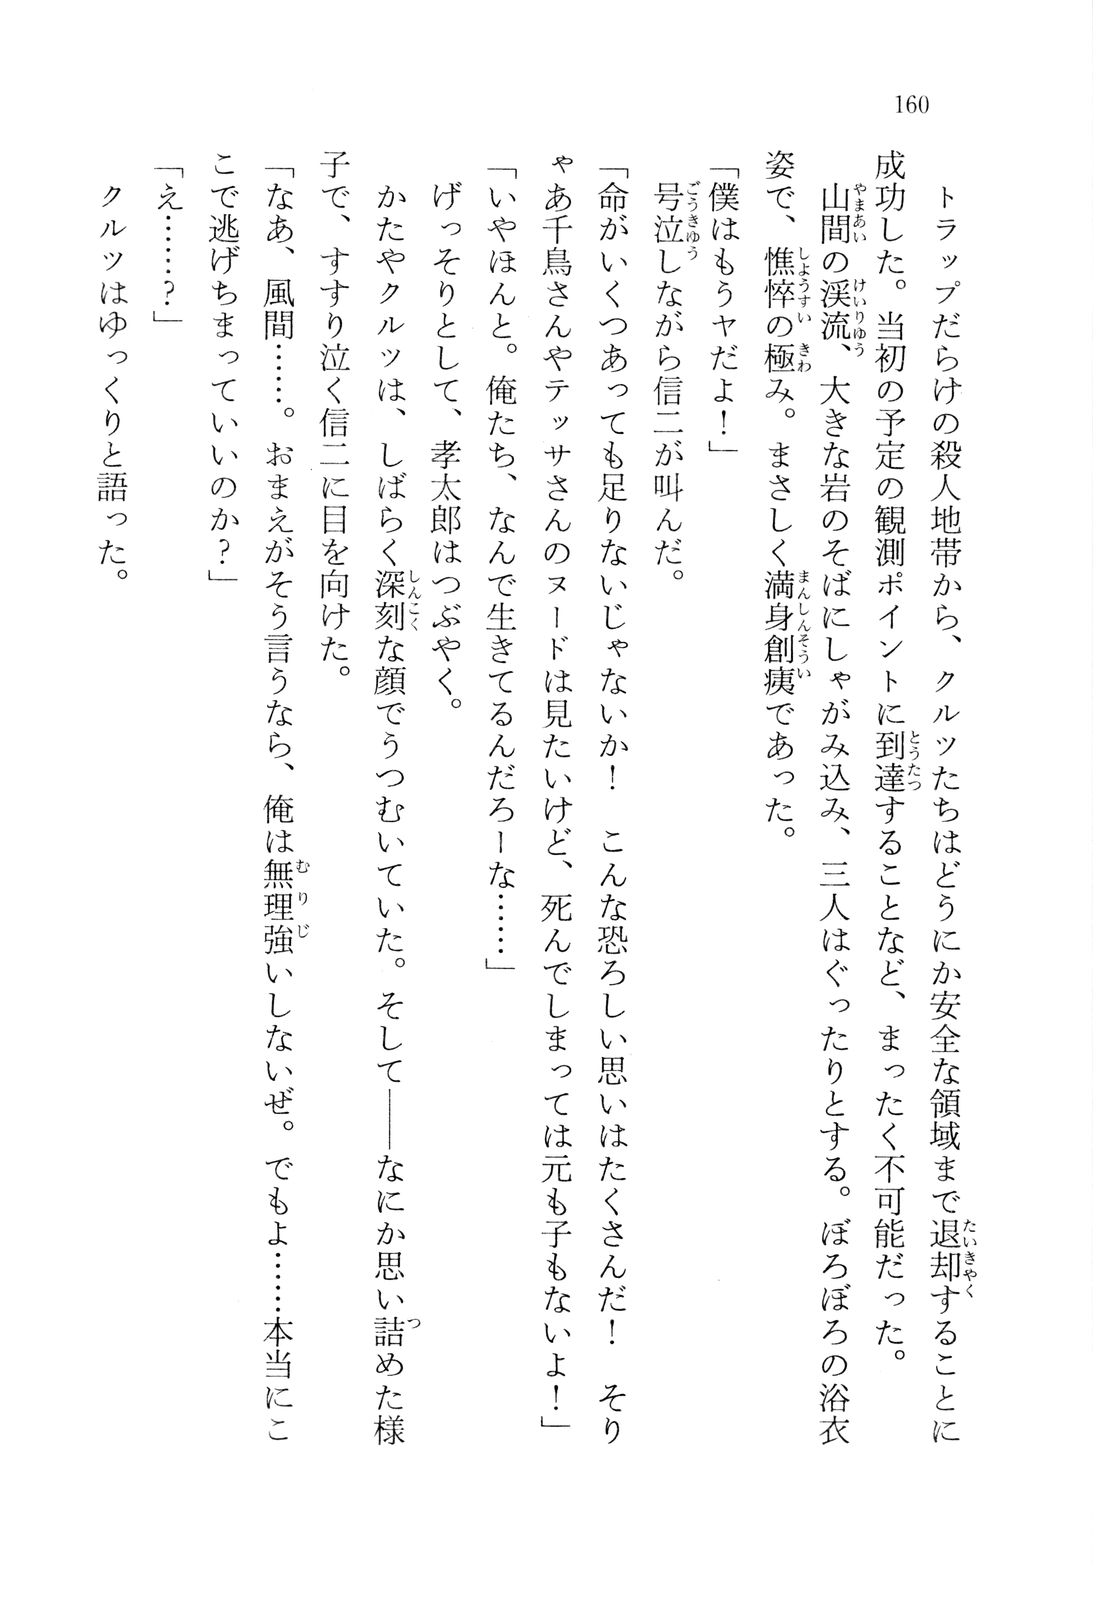 160
　トラップだらけの殺人地帯から、クルツたちはどうにか安全な領域まで退却することに
成功した。当初の予定の観測ポイントに到達することなど、まったく不可能だった。
　山間の渓流、大きな岩のそばにしゃがみ込み、三人はぐったりとする。ぼろぼろの浴衣
姿で、憔悴の極み。まさしく満身創痍であった。
「僕はもうヤだよ！」
　号泣しながら信二が叫んだ。
「命がいくつあっても足りないじゃないか！　こんな恐ろしい思いはたくさんだ！　そり
ゃあ千鳥さんやテッサさんのヌードは見たいけど、死んでしまっては元も子もないよ！」
「いやほんと。俺たち、なんで生きてるんだろーな……」
　げっそりとして、孝太郎はつぶやく。
　かたやクルツは、しばらく深刻な顔でうつむいていた。そして――なにか思い詰めた様
子で、すすり泣く信二に目を向けた。
「なあ、風間……。おまえがそう言うなら、俺は無理強いしないぜ。でもよ……本当にこ
こで逃げちまっていいのか？」
「え……？」
　クルツはゆっくりと語った。